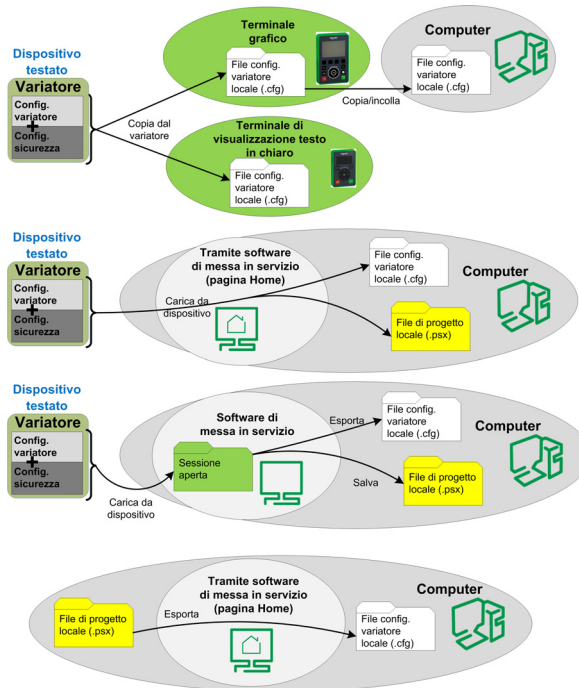 Dispositivo
testato
Variatore
Config.
variatore
+
Config.
sicurezza
Copia dal
variatore
Terminale
grafico
File config.
variatore
locale (.cfg)
Copia/incolla
Computer
File config.
variatore
locale (.cfg)
Terminale di
visualizzazione testo
in chiaro
File config.
variatore
locale (.cfg)
Dispositivo
testato
Variatore
Config.
variatore
+
Config.
sicurezza
Carica da
dispositivo
Tramite software
di messa in servizio
(pagina Home)
File config.
variatore
locale (.cfg)
Computer
File di progetto
locale (.psx)
Dispositivo
testato
Variatore
Config.
variatore
+
Config.
sicurezza
Carica da
dispositivo
Software di
messa in servizio
Sessione
aperta
Esporta
File config.
variatore
locale (.cfg)
Computer
Salva
File di progetto
locale (.psx)
File di progetto
locale (.psx)
Esporta
Tramite software
di messa in servizio
(pagina Home)
File config.
variatore
locale (.cfg)
Computer